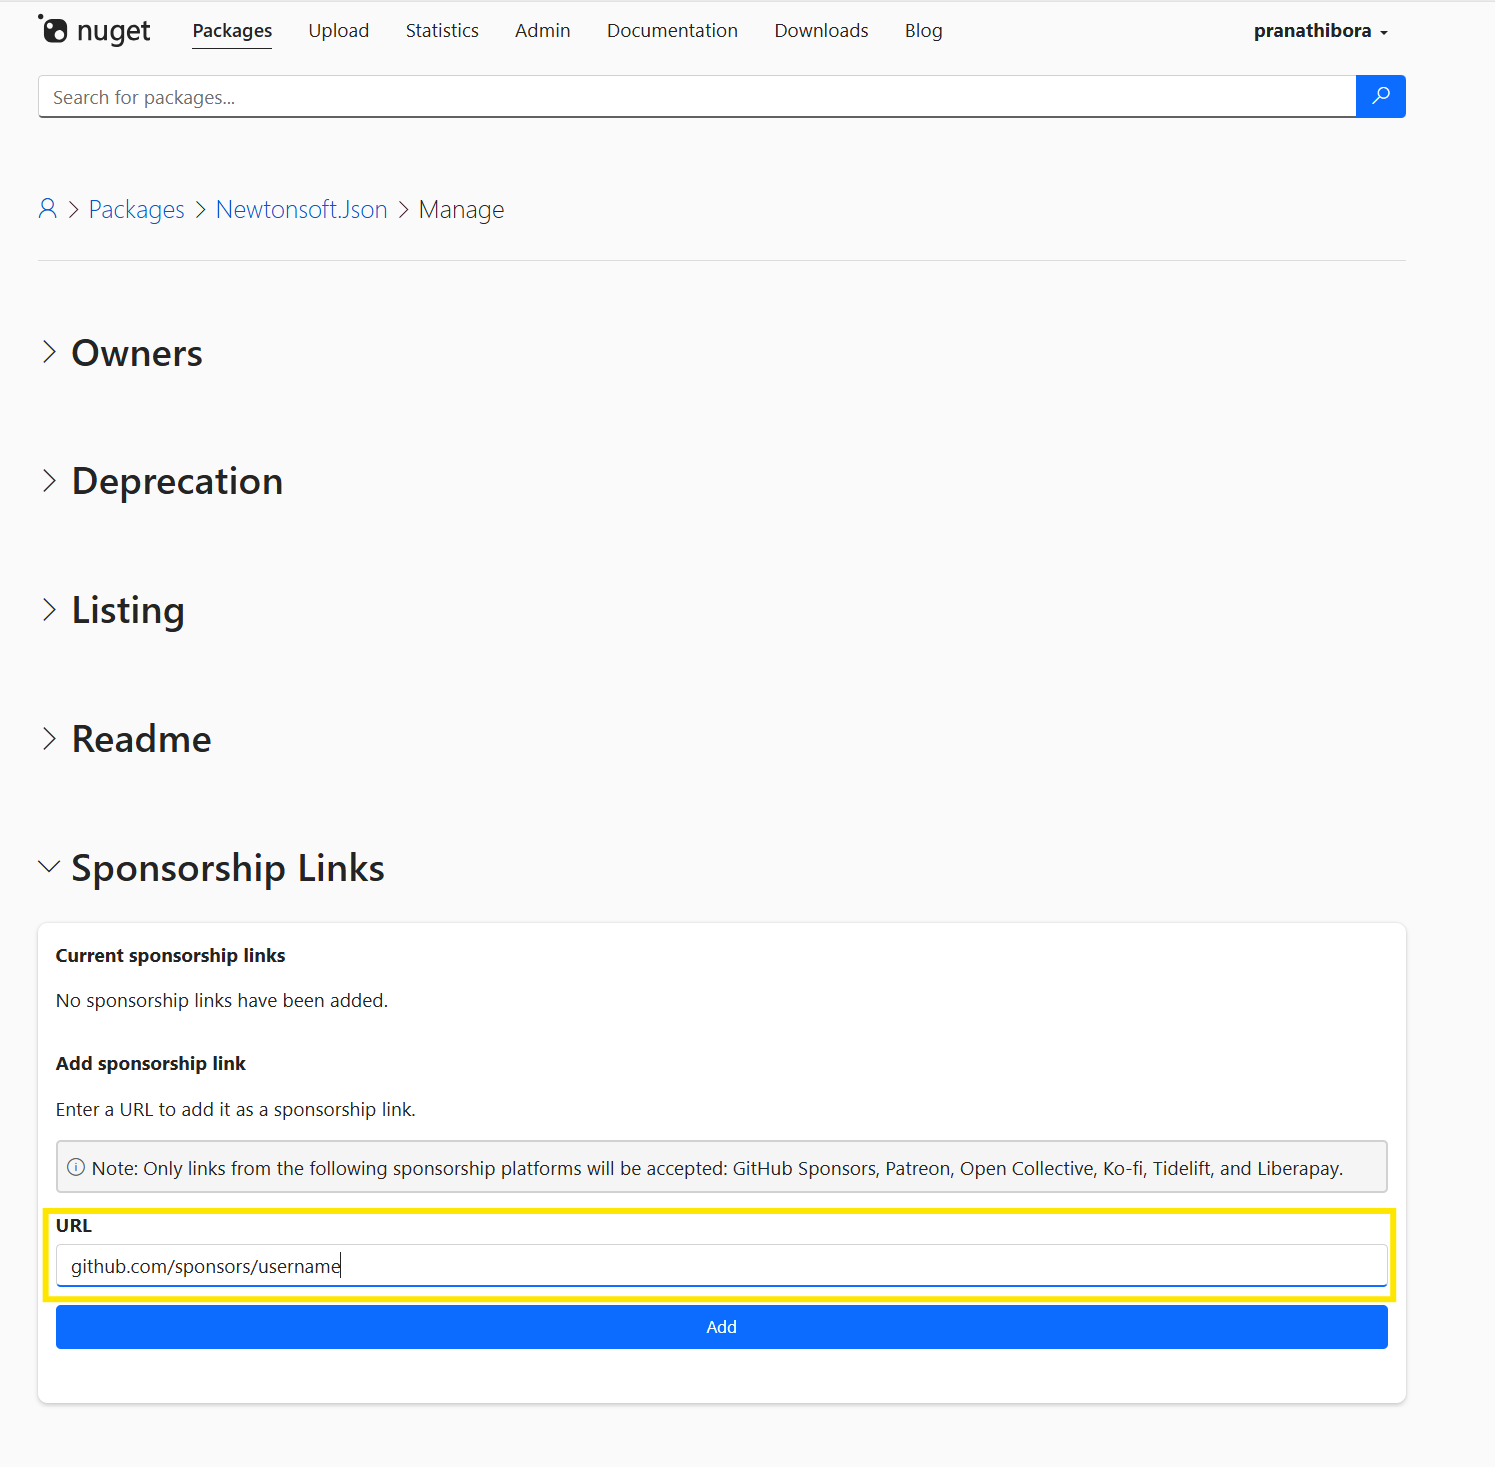 nuget Packages Upload Statistics Admin Documentation Downloads Blog pranathibora
Search for packages...
Packages Newtonsoft.Json Manage
Owners
Deprecation
Listing
Readme
Sponsorship Links
Current sponsorship links
No sponsorship links have been added.
Add sponsorship link
Enter a URL to add it as a sponsorship link.
Note: Only links from the following sponsorship platforms will be accepted: GitHub Sponsors, Patreon, Open Collective, Ko-fi, Tidelift, and Liberapay.
URL
github.com/sponsors/username
Add